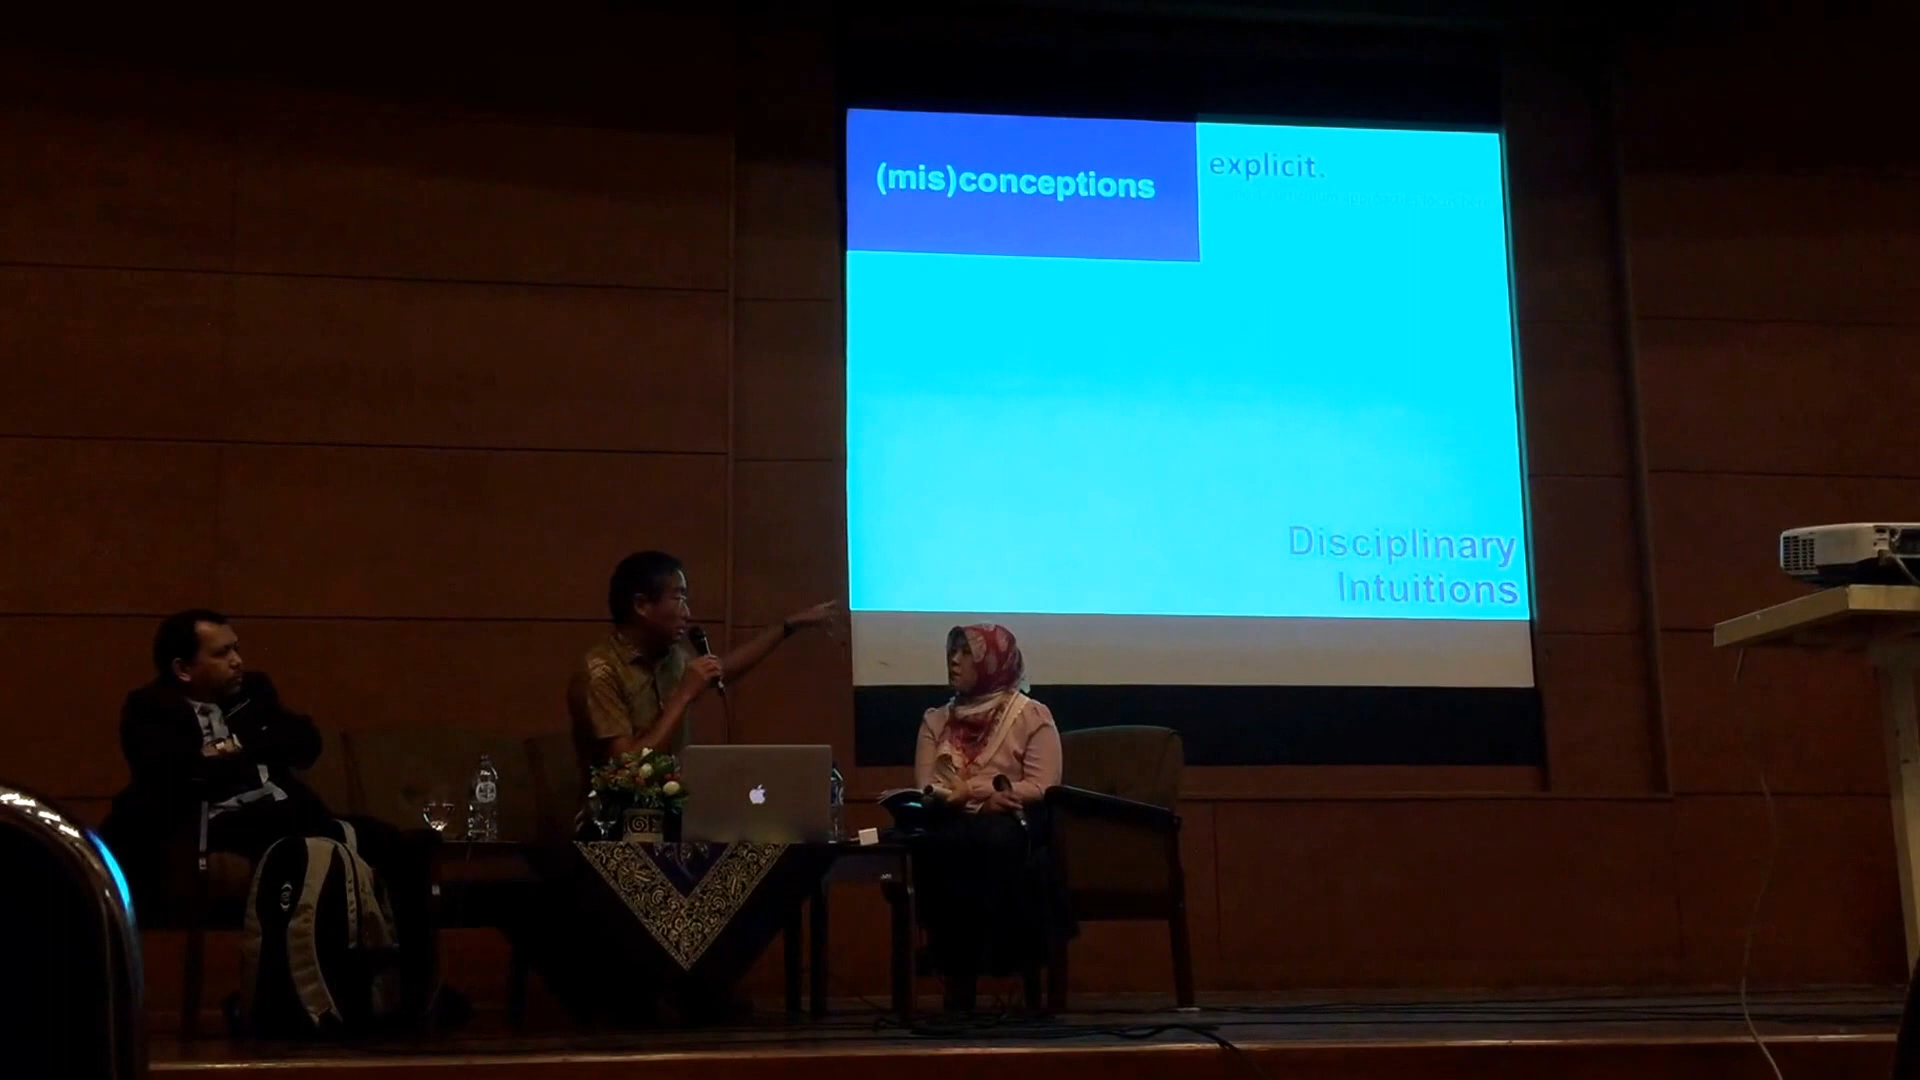 (mis)conceptions
explicit.
Disciplinary
Intuitions